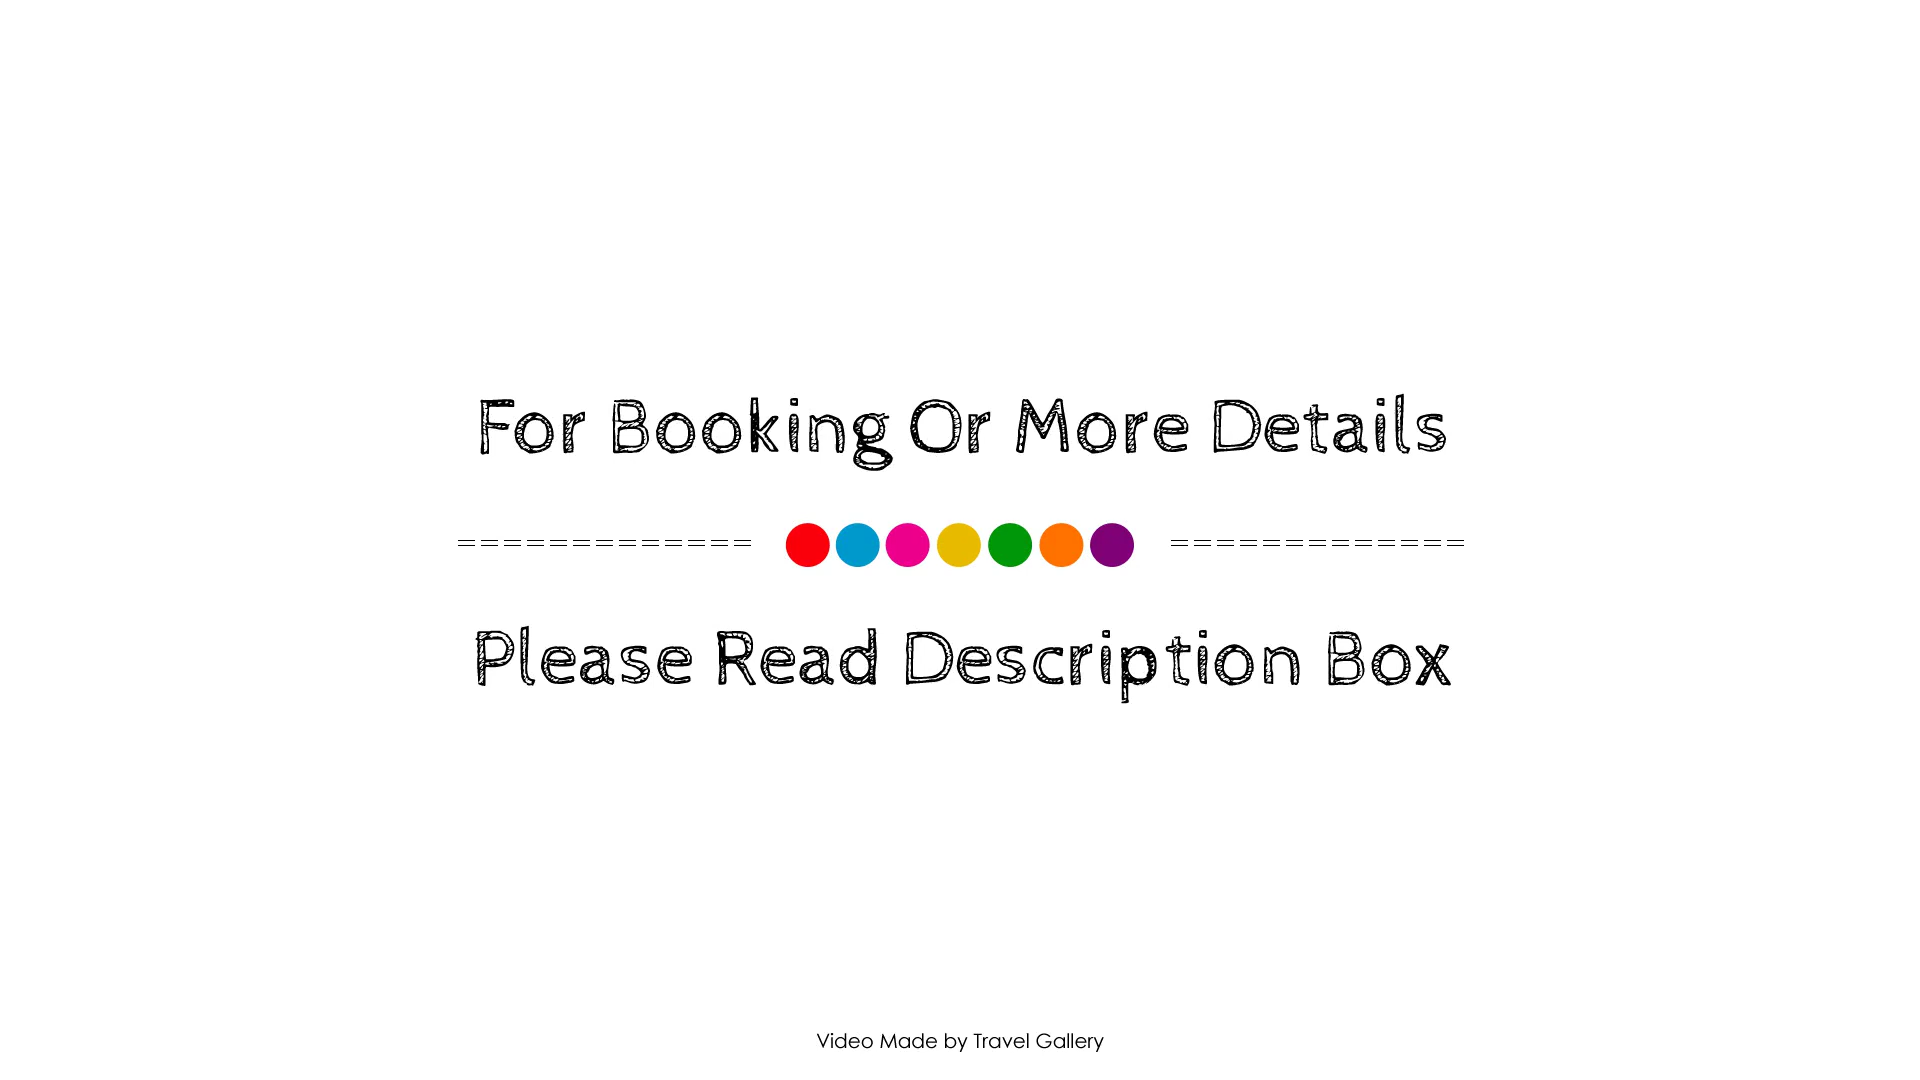 For Booking Or More Details
============= =============
Please Read Description Box
Video Made by Travel Gallery